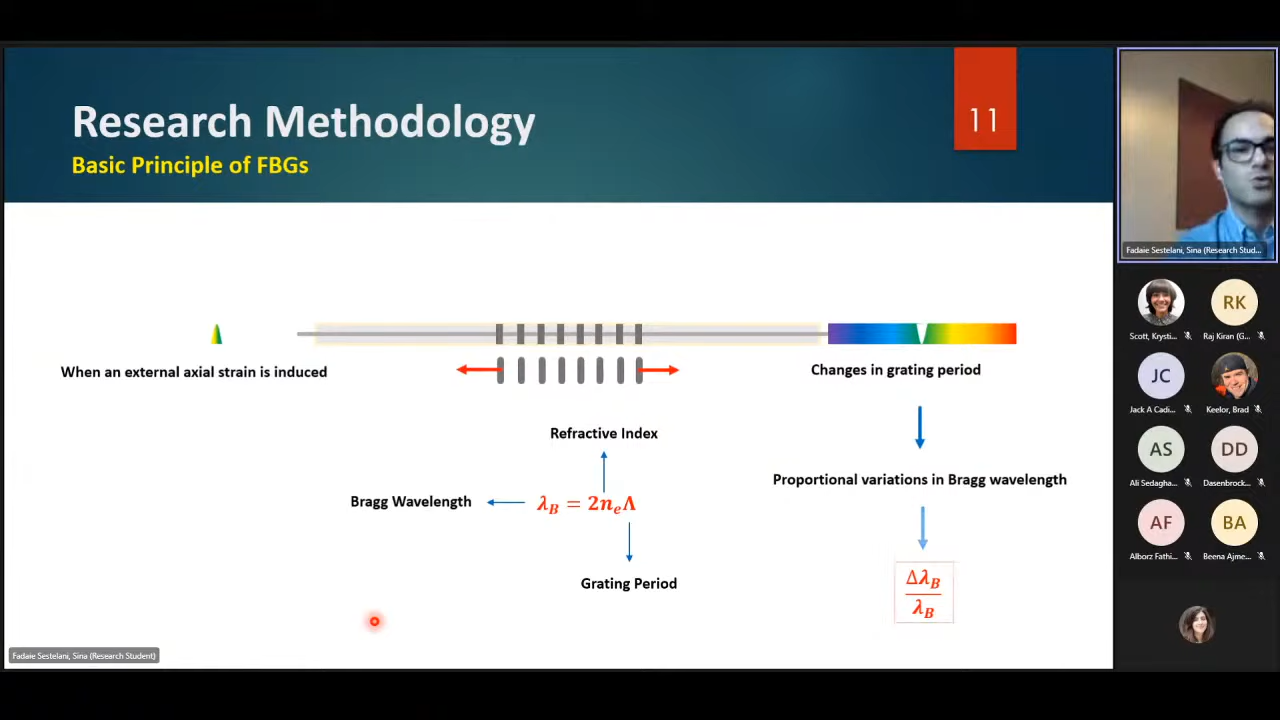 Research Methodology
Basic Principle of FBGs
11
When an external axial strain is induced
Changes in grating period
Refractive Index
Proportional variations in Bragg wavelength
Bragg Wavelength
λB = 2neΛ
Grating Period
ΔλB
λB
Fadaie Sestelani, Sina (Research Student)
Fadaie Sestelani, Sina (Research Stud...
Scott, Krysti...
RK
Raj Kiran (G...
JC
Jack A Cadi...
Keelor, Brad
AS
Ali Sedagha...
DD
Dasenbrock...
AF
Alborz Fathi...
BA
Beena Ajme...